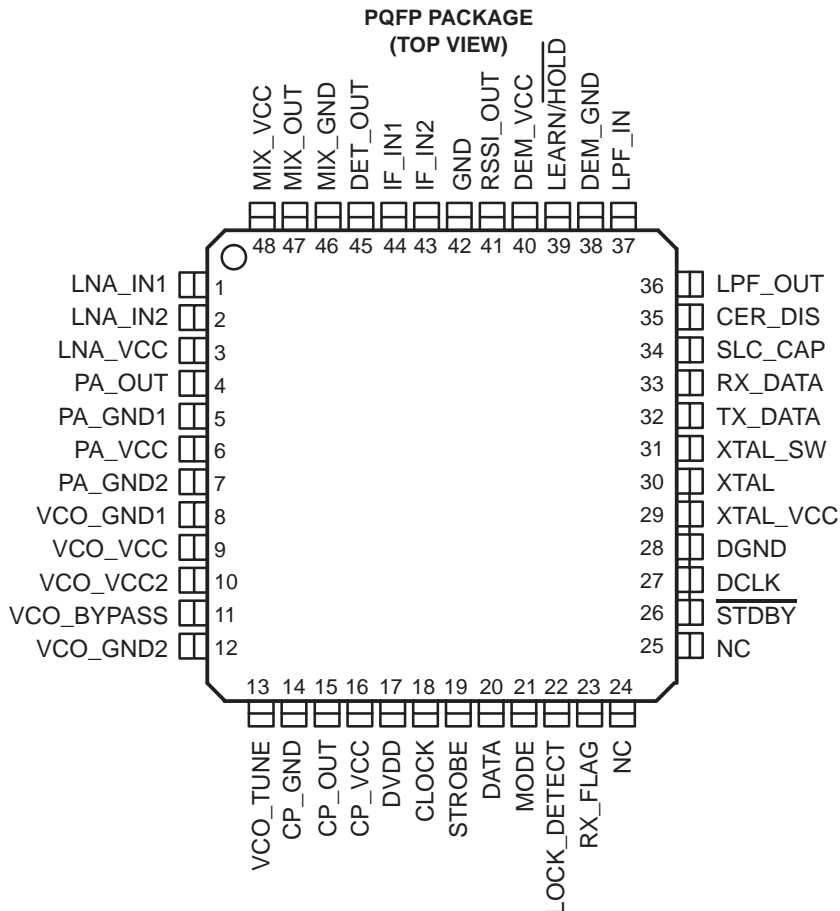 PQFP PACKAGE
(TOP VIEW)
MIX_VCC
MIX_OUT
MIX_GND
DET_OUT
IF_IN1
IF_IN2
GND
RSSI_OUT
DEM_VCC
LEARN/HOLD
DEM_GND
LPF_IN
48 47 46 45 44 43 42 41 40 39 38 37
LNA_IN1 1
LNA_IN2 2
LNA_VCC 3
PA_OUT 4
PA_GND1 5
PA_VCC 6
PA_GND2 7
VCO_GND1 8
VCO_VCC 9
VCO_VCC2 10
VCO_BYPASS 11
VCO_GND2 12
36 LPF_OUT
35 CER_DIS
34 SLC_CAP
33 RX_DATA
32 TX_DATA
31 XTAL_SW
30 XTAL
29 XTAL_VCC
28 DGND
27 DCLK
26 STDBY
25 NC
13 14 15 16 17 18 19 20 21 22 23 24
VCO_TUNE
CP_GND
CP_OUT
CP_VCC
DVDD
CLOCK
STROBE
DATA
MODE
LOCK_DETECT
RX_FLAG
NC